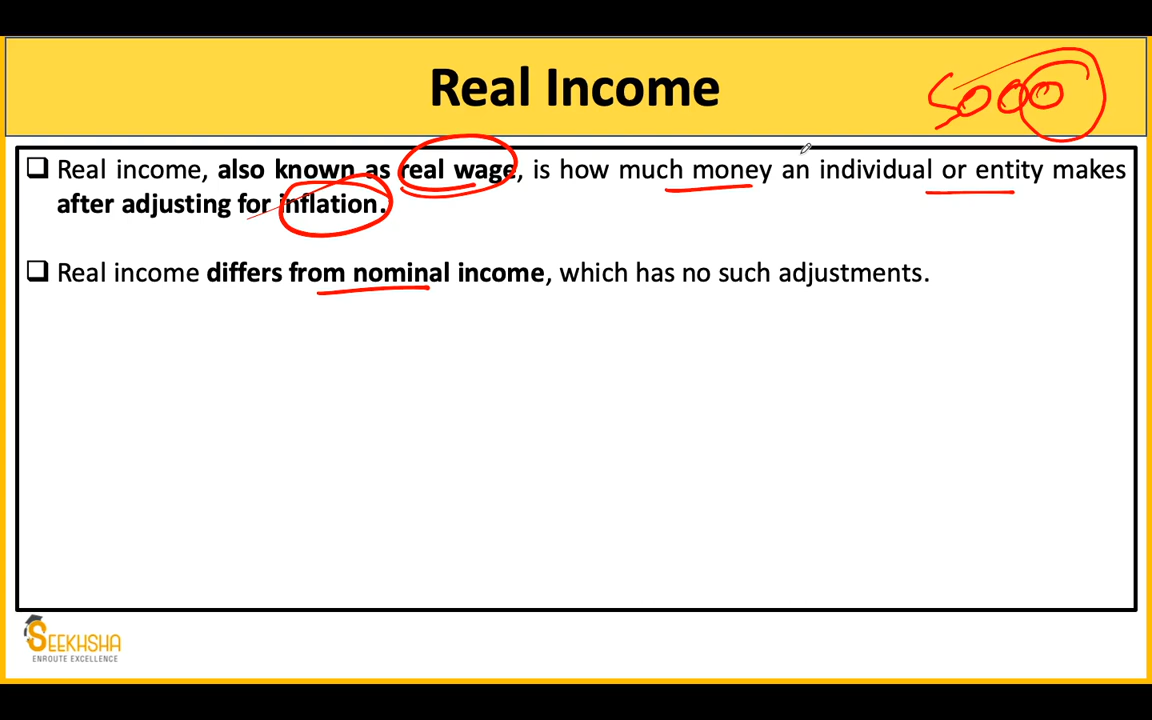 Real Income
5000
❑ Real income, also known as real wage, is how much money an individual or entity makes
after adjusting for inflation.
❑ Real income differs from nominal income, which has no such adjustments.
SEEKHSHA
ENROUTE EXCELLENCE